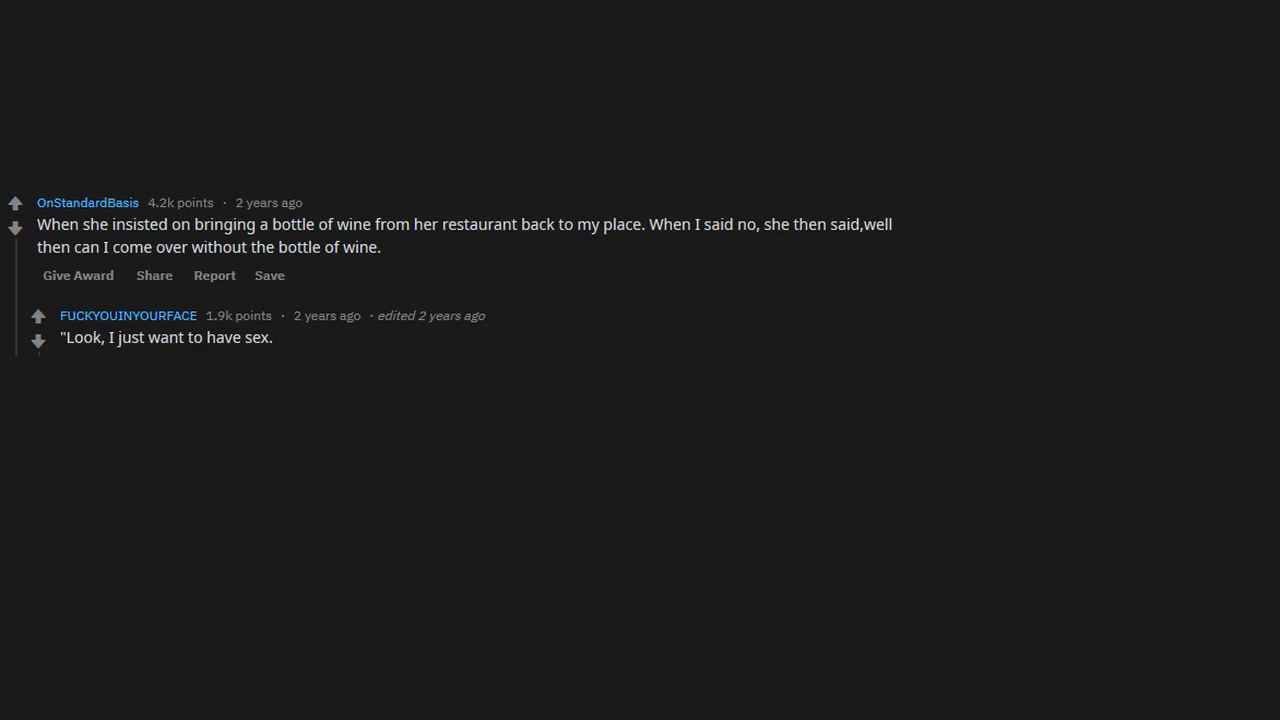 OnStandardBasis 4.2k points · 2 years ago
When she insisted on bringing a bottle of wine from her restaurant back to my place. When I said no, she then said,well
then can I come over without the bottle of wine.
Give Award Share Report Save
FUCKYOUINYOURFACE 1.9k points · 2 years ago · edited 2 years ago
"Look, I just want to have sex.